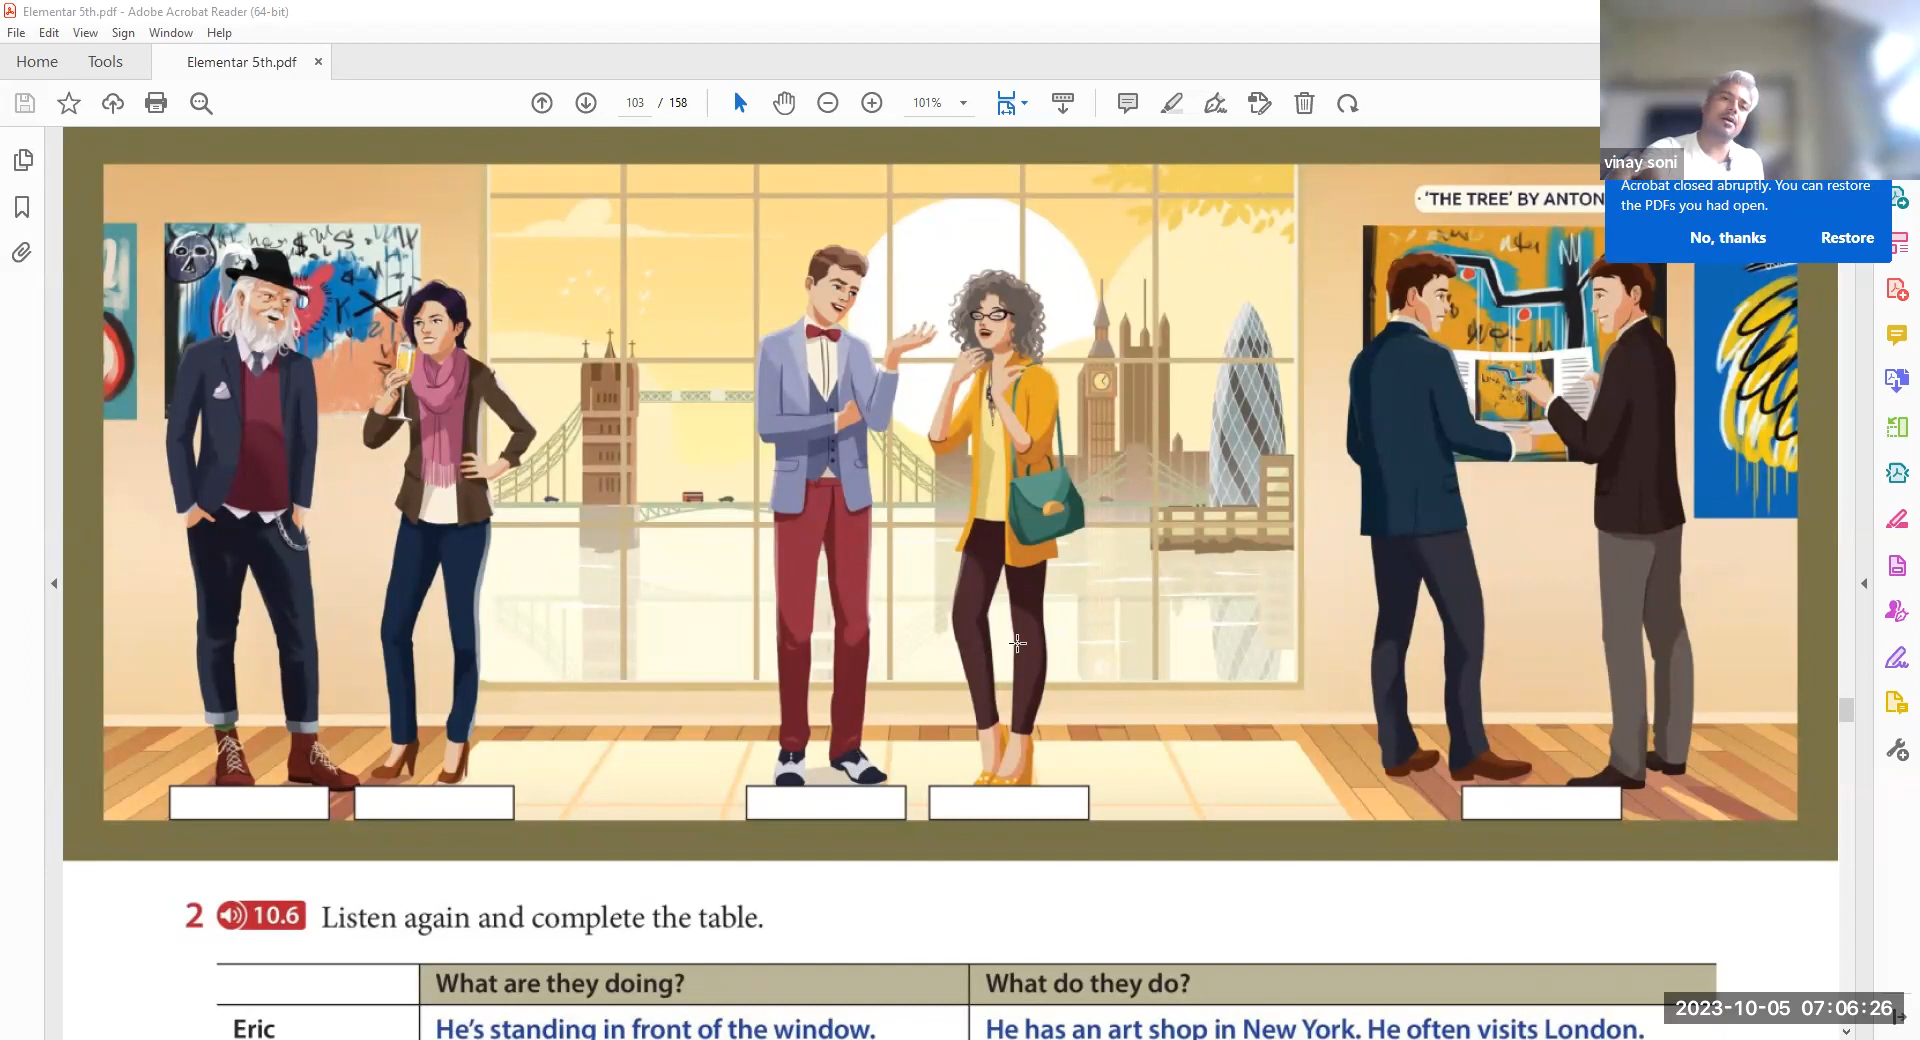 Elementar 5th.pdf - Adobe Acrobat Reader (64-bit)
File Edit View Sign Window Help
Home Tools Elementar 5th.pdf ×
103 / 158 101%
vinay soni
Acrobat closed abruptly. You can restore
the PDFs you had open.
No, thanks Restore
'THE TREE' BY ANTON
2 10.6 Listen again and complete the table.
What are they doing? What do they do?
Eric He's standing in front of the window. He has an art shop in New York. He often visits London.
2023-10-05 07:06:26